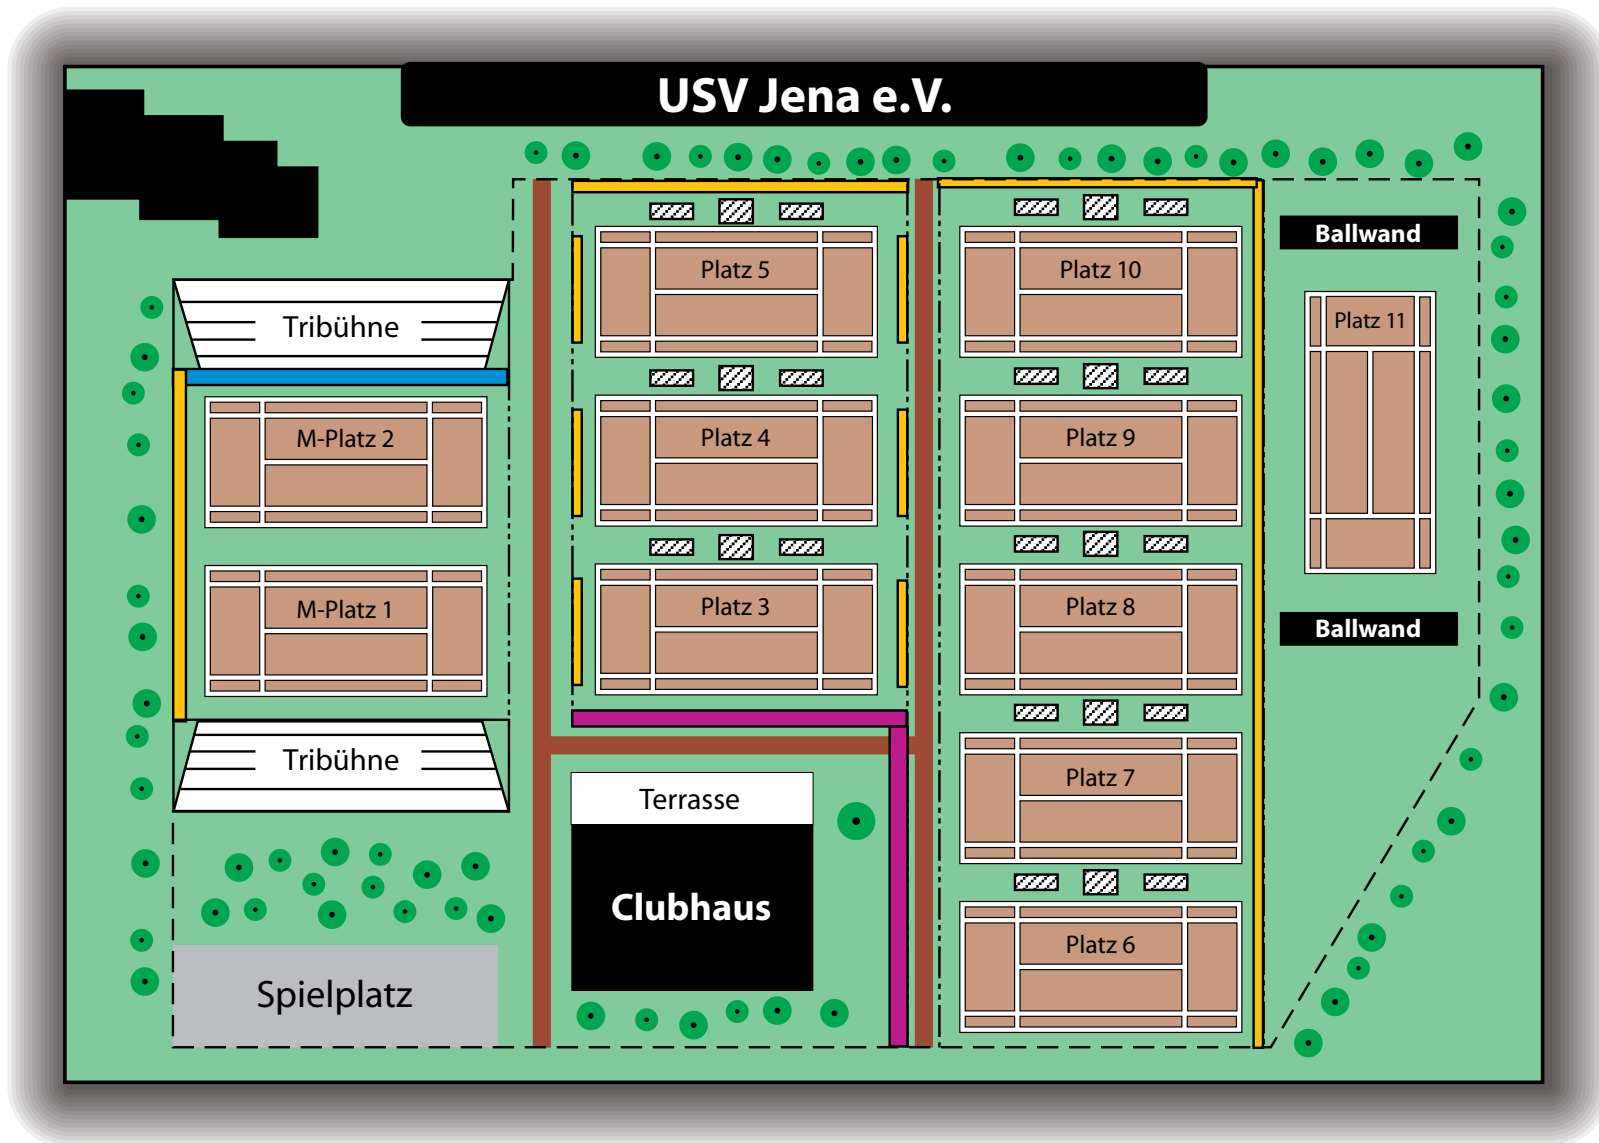 USV Jena e.V.
Tribühne
M-Platz 2
M-Platz 1
Tribühne
Spielplatz
Platz 5
Platz 4
Platz 3
Terrasse
Clubhaus
Platz 10
Platz 9
Platz 8
Platz 7
Platz 6
Ballwand
Platz 11
Ballwand